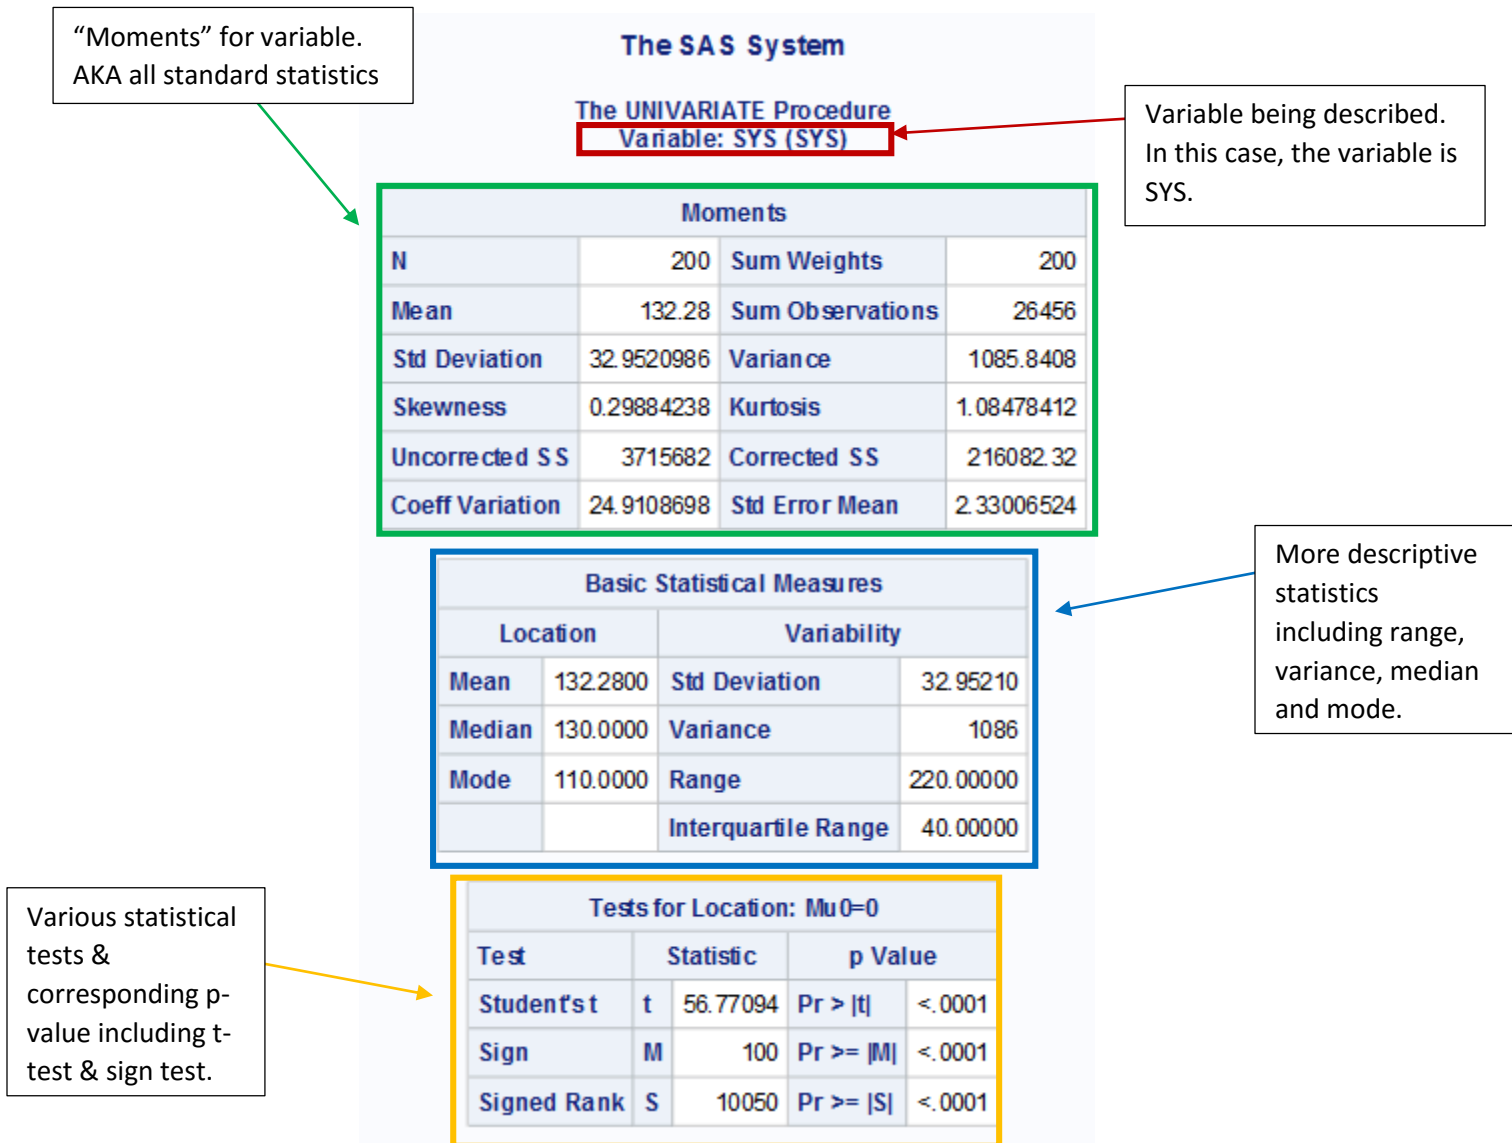 “Moments” for variable.
AKA all standard statistics
The SAS System
The UNIVARIATE Procedure
Variable: SYS (SYS)
Variable being described.
In this case, the variable is
SYS.
Moments
N 200 Sum Weights 200
Mean 132.28 Sum Observations 26456
Std Deviation 32.9520986 Variance 1085.8408
Skewness 0.29884238 Kurtosis 1.08478412
Uncorrected SS 3715682 Corrected SS 216082.32
Coeff Variation 24.9108698 Std Error Mean 2.33006524
More descriptive
statistics
including range,
variance, median
and mode.
Basic Statistical Measures
Location Variability
Mean 132.2800 Std Deviation 32.95210
Median 130.0000 Variance 1086
Mode 110.0000 Range 220.00000
Interquartile Range 40.00000
Various statistical
tests &
corresponding p-
value including t-
test & sign test.
Tests for Location: Mu0=0
Test Statistic p Value
Student's t t 56.77094 Pr > |t| <.0001
Sign M 100 Pr >= |M| <.0001
Signed Rank S 10050 Pr >= |S| <.0001